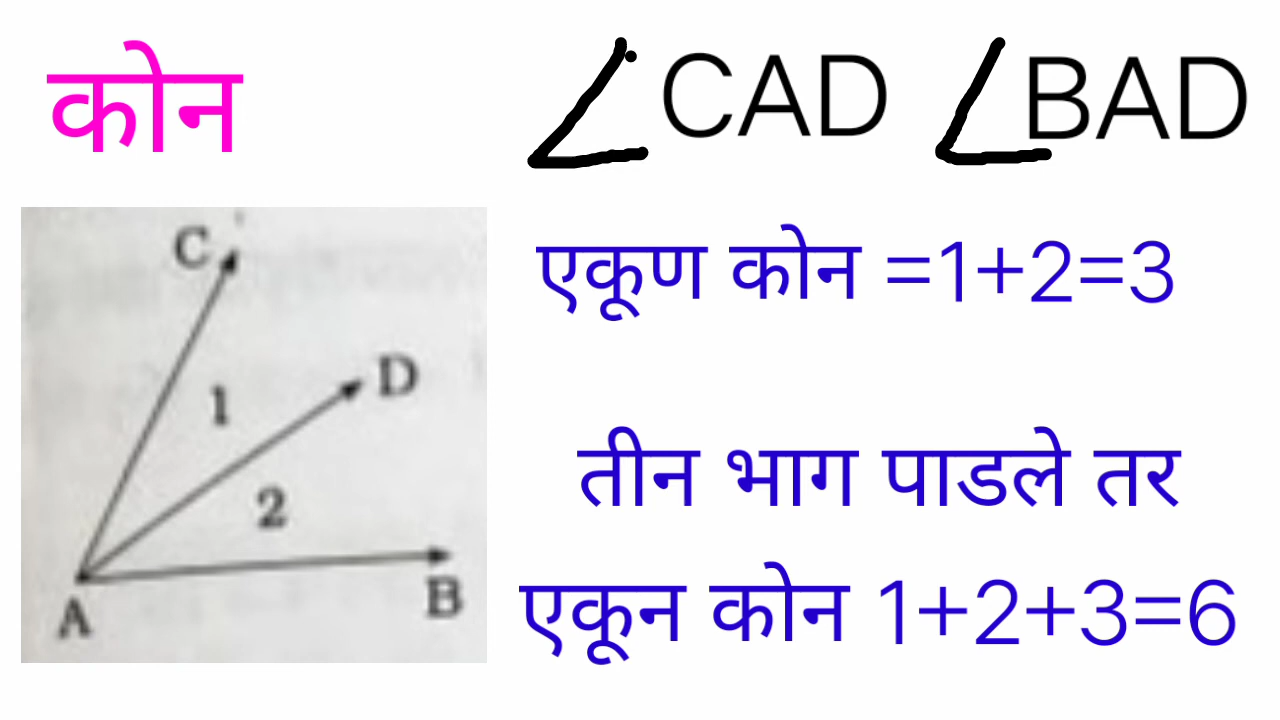 कोन
∠CAD ∠BAD
C
D
1
2
A
B
एकूण कोन =1+2=3
तीन भाग पाडले तर
एकून कोन 1+2+3=6